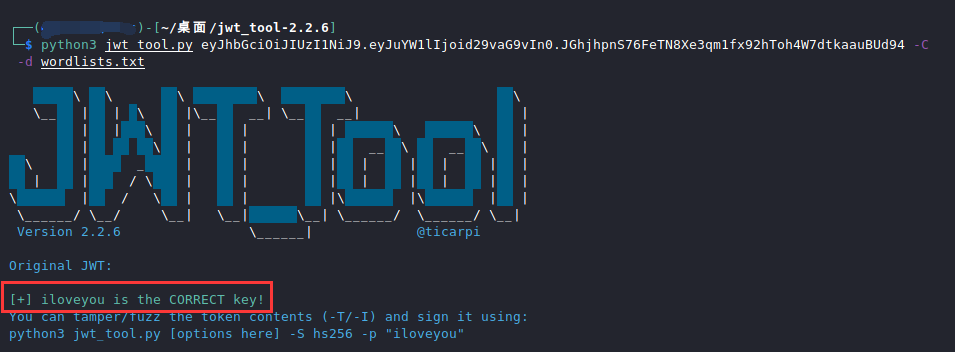 -[~/桌面/jwt_tool-2.2.6]
$ python3 jwt_tool.py eyJhbGciOiJIUzI1NiJ9.eyJuYW1lIjoid29vaG9vIn0.JGhjhpnS76FeTN8Xe3qm1fx92hToh4W7dtkaauBUd94 -C
-d wordlists.txt
JWT Tool
Version 2.2.6 @ticarpi
Original JWT:
[+] iloveyou is the CORRECT key!
You can tamper/fuzz the token contents (-T/-I) and sign it using:
python3 jwt_tool.py [options here] -S hs256 -p "iloveyou"